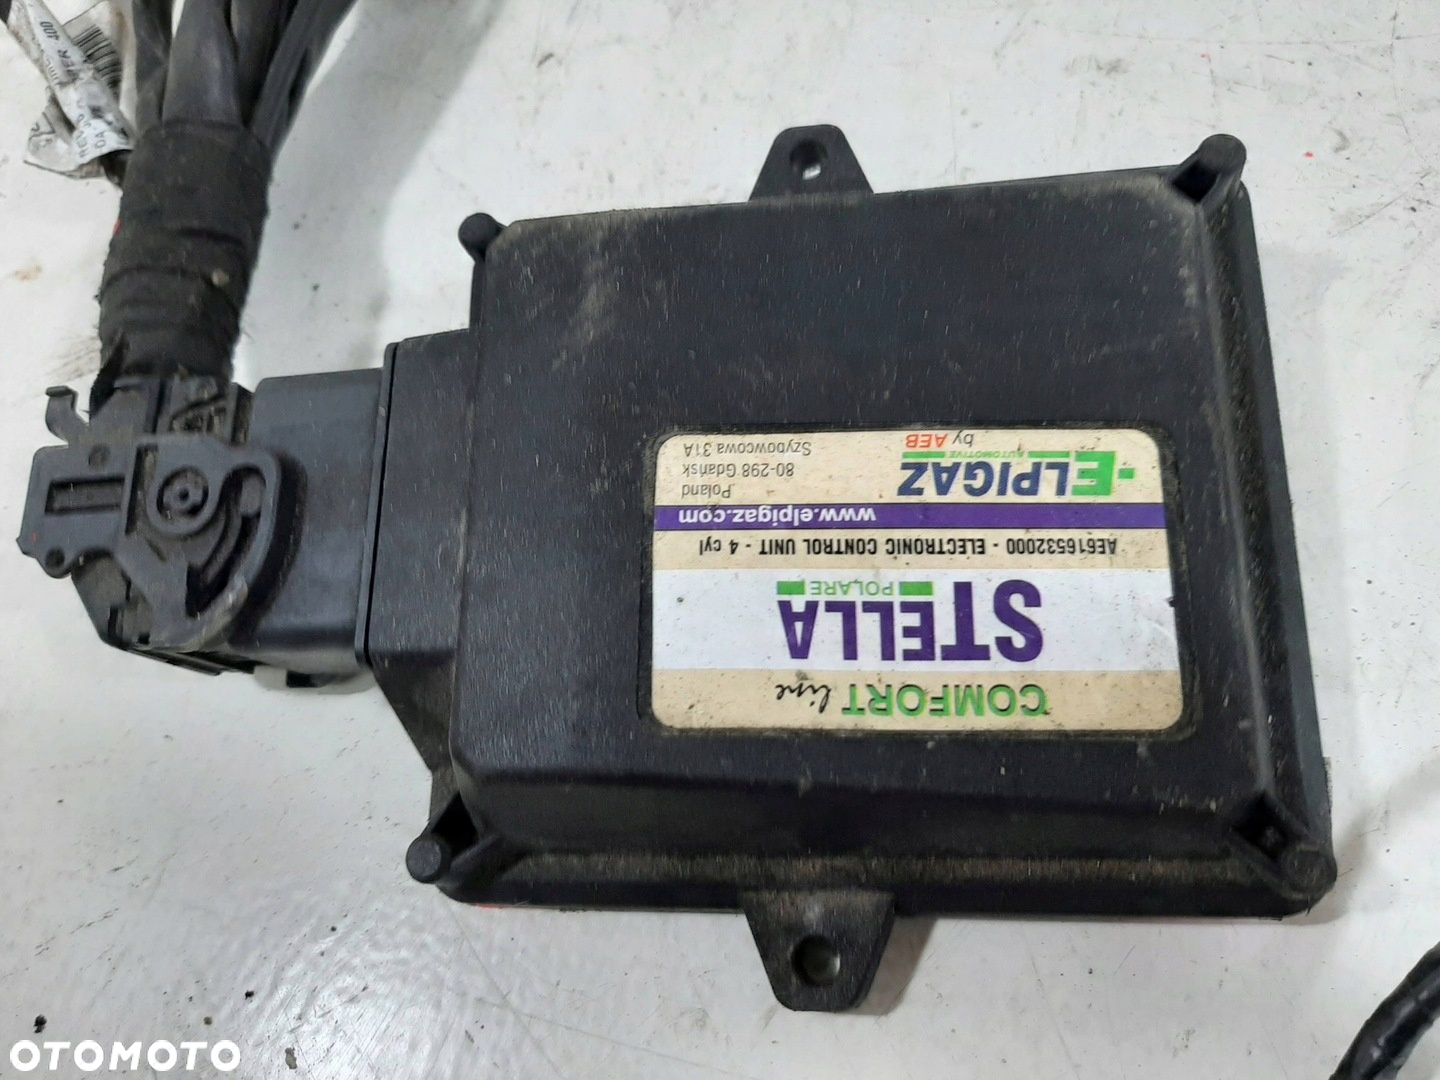 COMFORT line
STELLA
POLARE
AE616532000 - ELECTRONIC CONTROL UNIT - 4 cyl
www.elpigaz.com
ELPIGAZ
AUTOMOTIVE
by AEB
Poland
80-298 Gdańsk
Szybowcowa 31A
OTOMOTO